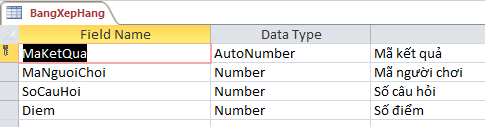 BangXepHang
Field Name Data Type
MaKetQua AutoNumber Mã kết quả
MaNguoiChoi Number Mã người chơi
SoCauHoi Number Số câu hỏi
Diem Number Số điểm